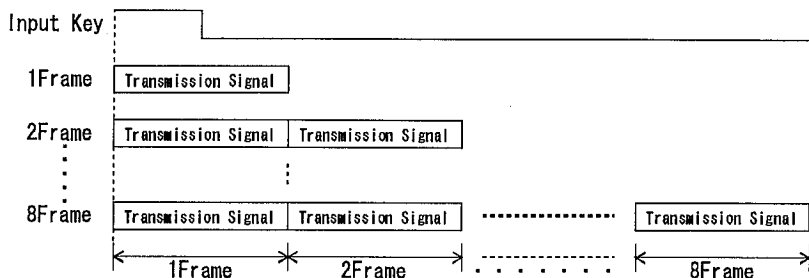 Input Key
1Frame Transmission Signal
2Frame Transmission Signal Transmission Signal
8Frame Transmission Signal Transmission Signal Transmission Signal
1Frame 2Frame 8Frame